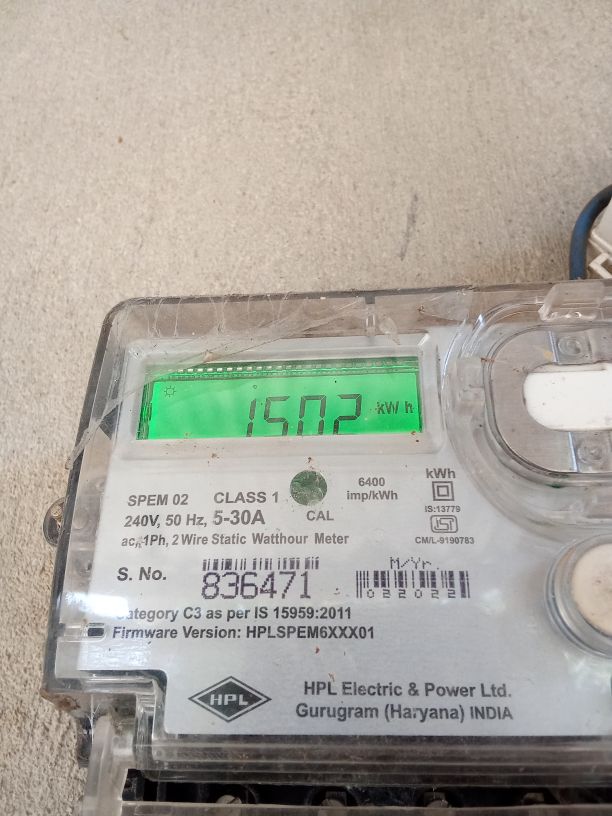 1502 kWh
SPEM 02 CLASS 1
6400 imp/kWh
kWh
240V, 50 Hz, 5-30A CAL
IS:13779
ac, 1Ph, 2 Wire Static Watthour Meter
CM/L-9190783
S. No. 836471
M/Yr.
022022
Category C3 as per IS 15959:2011
Firmware Version: HPLSPEM6XXX01
HPL
HPL Electric & Power Ltd.
Gurugram (Haryana) INDIA